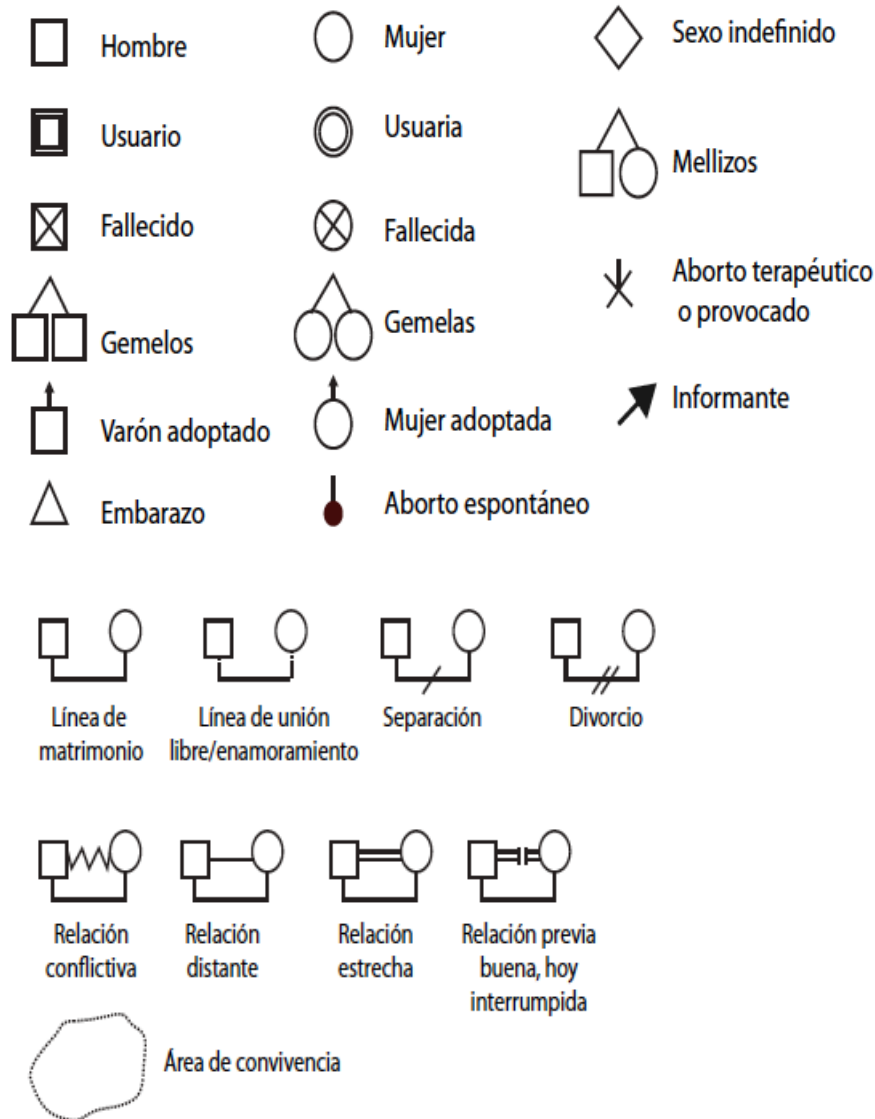 Hombre
Mujer
Sexo indefinido
Usuario
Usuaria
Mellizos
Fallecido
Fallecida
Aborto terapéutico
o provocado
Gemelos
Gemelas
Informante
Varón adoptado
Mujer adoptada
Embarazo
Aborto espontáneo
Línea de
matrimonio
Línea de unión
libre/enamoramiento
Separación
Divorcio
Relación
conflictiva
Relación
distante
Relación
estrecha
Relación previa
buena, hoy
interrumpida
Área de convivencia